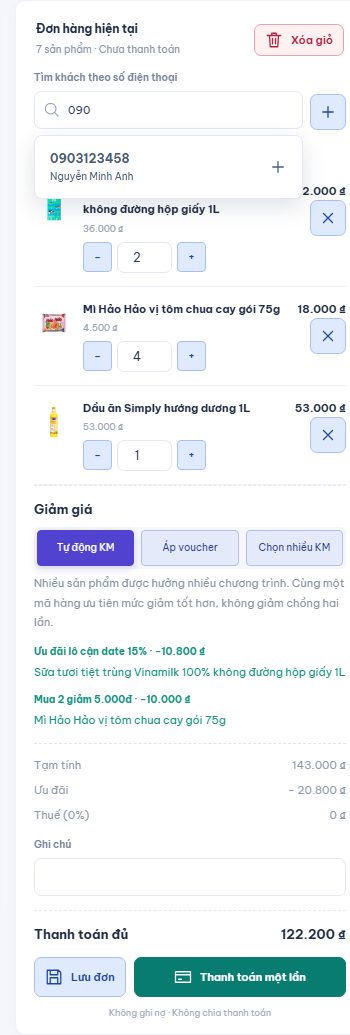 Đơn hàng hiện tại
7 sản phẩm · Chưa thanh toán
Xóa giỏ
Tìm khách theo số điện thoại
090
0903123458
Nguyễn Minh Anh
2.000 ₫
không đường hộp giấy 1L
36.000 ₫
- 2 +
Mì Hảo Hảo vị tôm chua cay gói 75g 18.000 ₫
4.500 ₫
- 4 +
Dầu ăn Simply hướng dương 1L 53.000 ₫
53.000 ₫
- 1 +
Giảm giá
Tự động KM Áp voucher Chọn nhiều KM
Nhiều sản phẩm được hưởng nhiều chương trình. Cùng một
mã hàng ưu tiên mức giảm tốt hơn, không giảm chồng hai
lần.
Ưu đãi lô cận date 15% · -10.800 ₫
Sữa tươi tiệt trùng Vinamilk 100% không đường hộp giấy 1L
Mua 2 giảm 5.000đ · -10.000 ₫
Mì Hảo Hảo vị tôm chua cay gói 75g
Tạm tính 143.000 ₫
Ưu đãi - 20.800 ₫
Thuế (0%) 0 ₫
Ghi chú
Thanh toán đủ 122.200 ₫
Lưu đơn Thanh toán một lần
Không ghi nợ · Không chia thanh toán